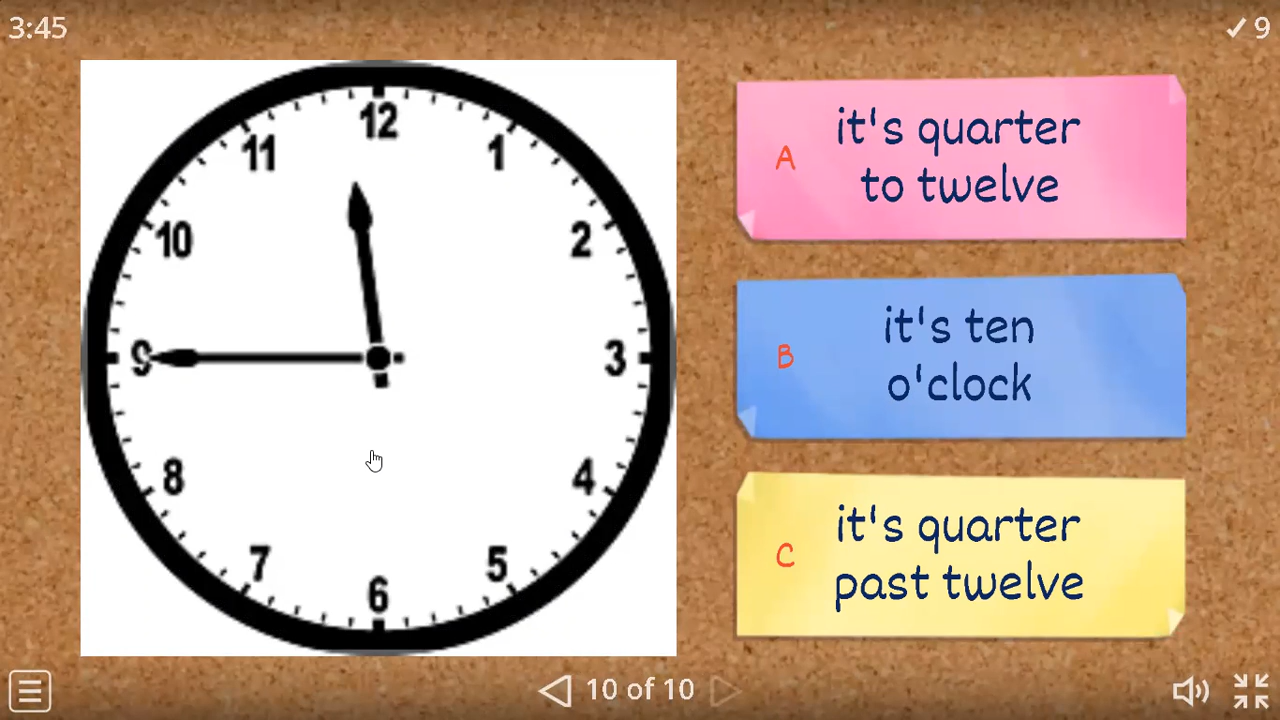 3:45
✓ 9
12
11
1
10
2
9
3
8
4
7
5
6
A
it's quarter
to twelve
B
it's ten
o'clock
C
it's quarter
past twelve
10 of 10